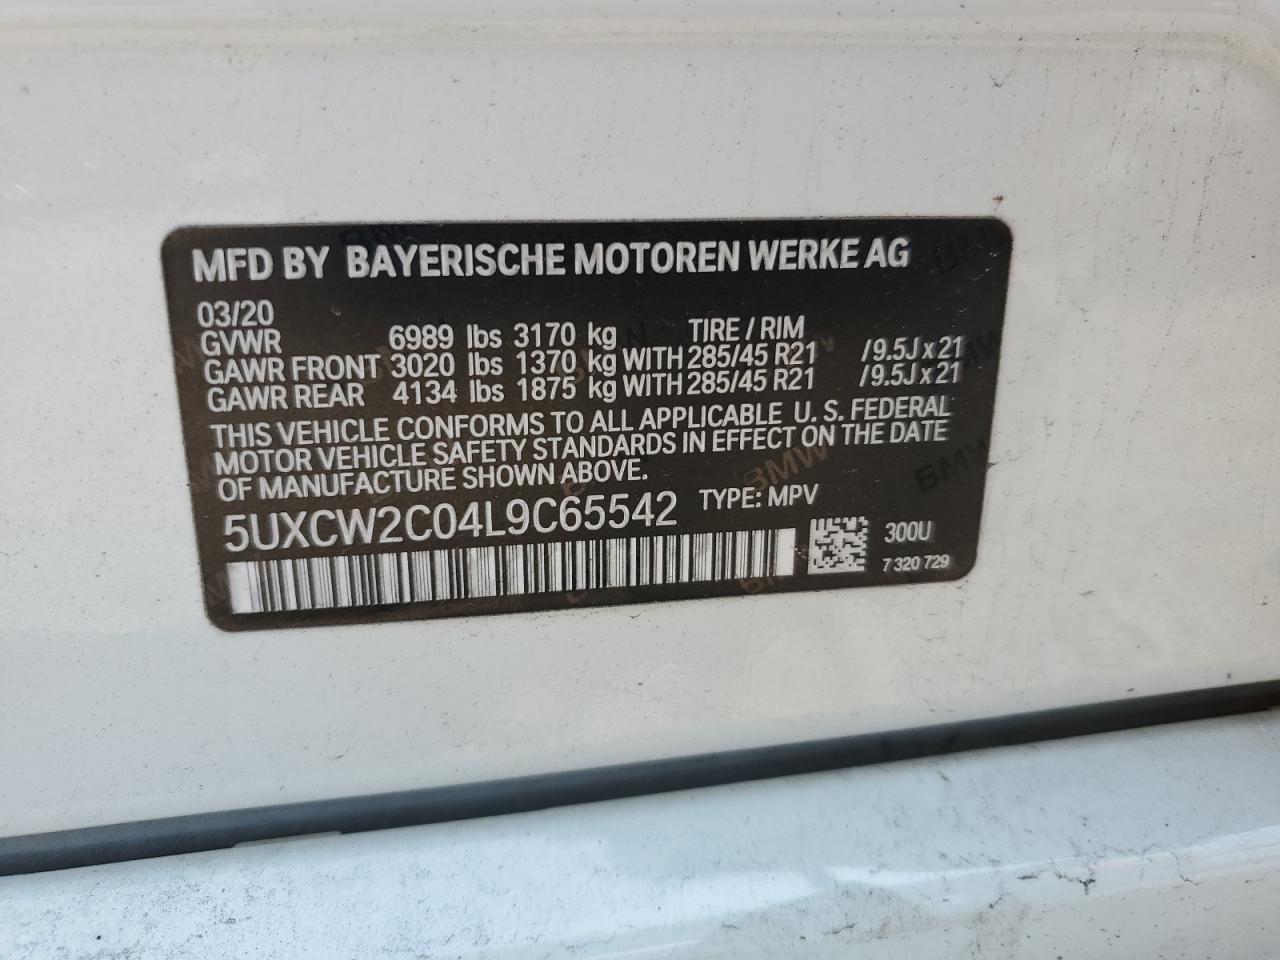 MFD BY BAYERISCHE MOTOREN WERKE AG
03/20
GVWR 6989 lbs 3170 kg TIRE / RIM
GAWR FRONT 3020 lbs 1370 kg WITH 285/45 R21 /9.5J x 21
GAWR REAR 4134 lbs 1875 kg WITH 285/45 R21 /9.5J x 21
THIS VEHICLE CONFORMS TO ALL APPLICABLE U. S. FEDERAL
MOTOR VEHICLE SAFETY STANDARDS IN EFFECT ON THE DATE
OF MANUFACTURE SHOWN ABOVE.
5UXCW2C04L9C65542 TYPE: MPV
300U
7 320 729